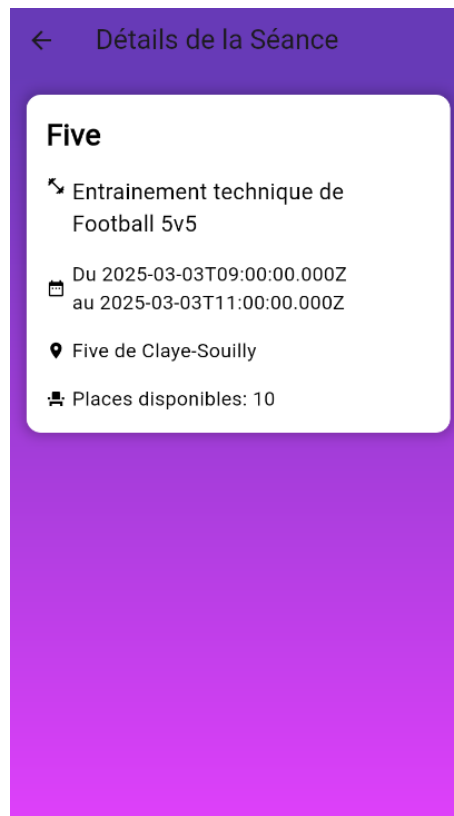 Détails de la Séance
Five
Entrainement technique de
Football 5v5
Du 2025-03-03T09:00:00.000Z
au 2025-03-03T11:00:00.000Z
Five de Claye-Souilly
Places disponibles: 10